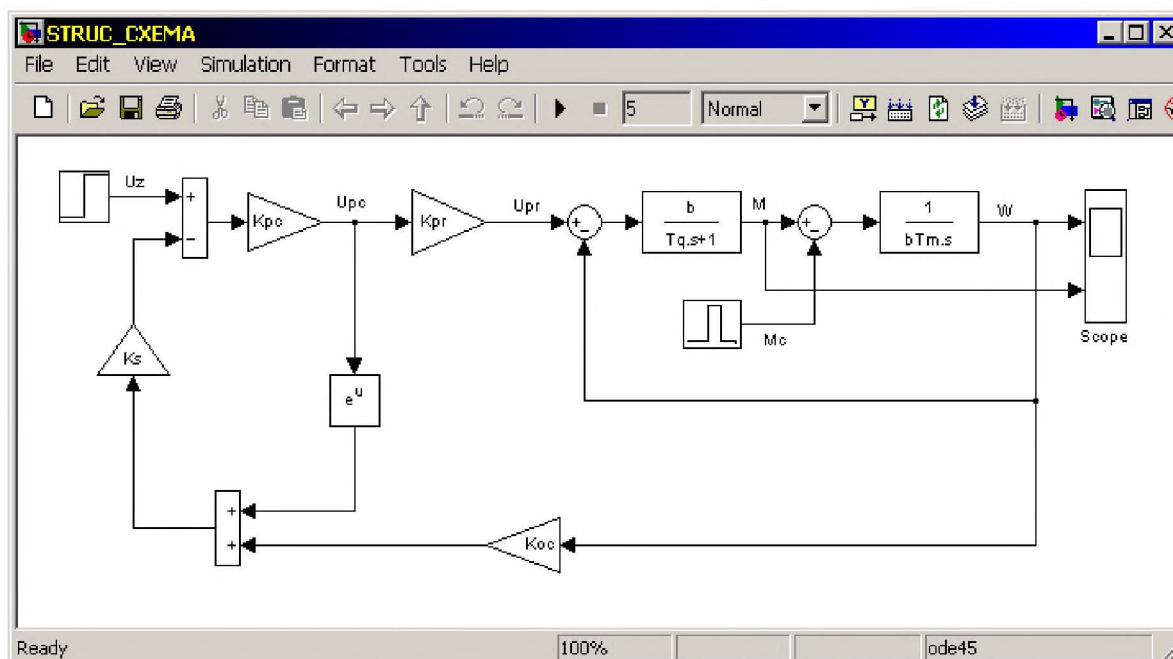 STRUC_CXEMA
File Edit View Simulation Format Tools Help
5 Normal
Uz
+
−
Kpc
Upc
Kpr
Upr
+
−
b
Tq.s+1
M
+
−
1
bTm.s
W
Scope
Mc
Ks
e^u
+
+
Koc
Ready 100% ode45